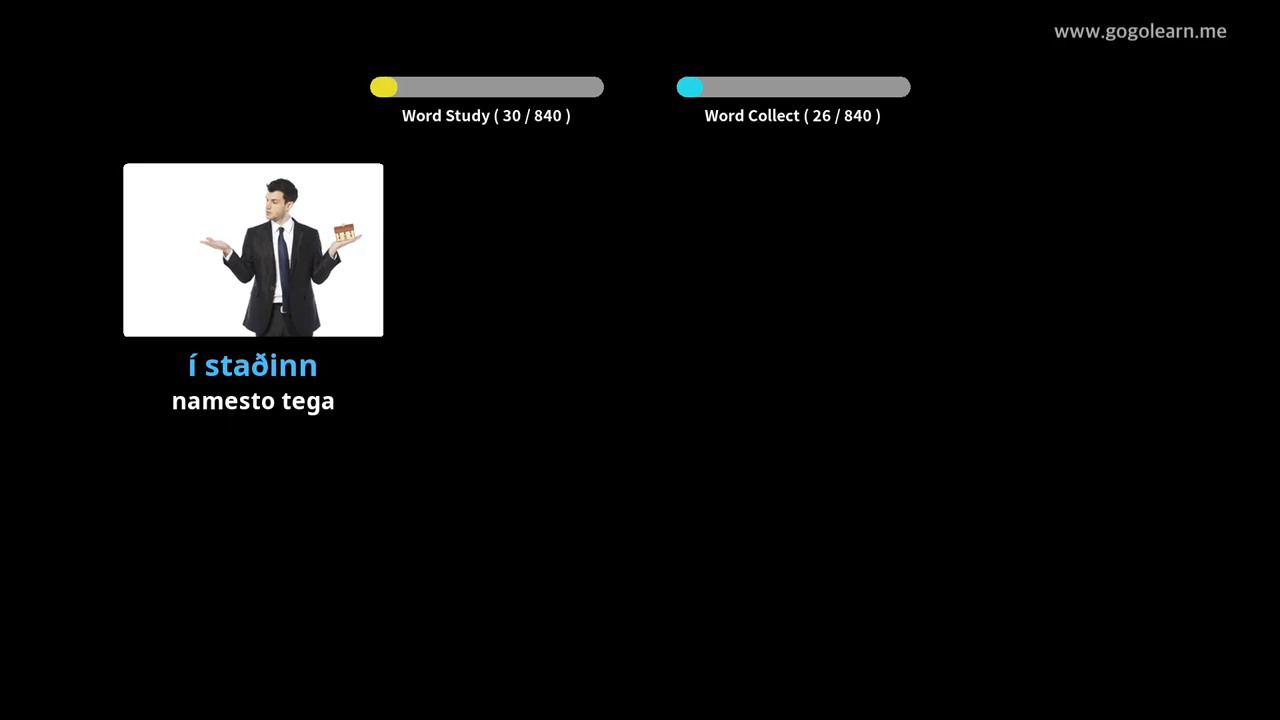 www.gogolearn.me
Word Study ( 30 / 840 )
Word Collect ( 26 / 840 )
í staðinn
namesto tega